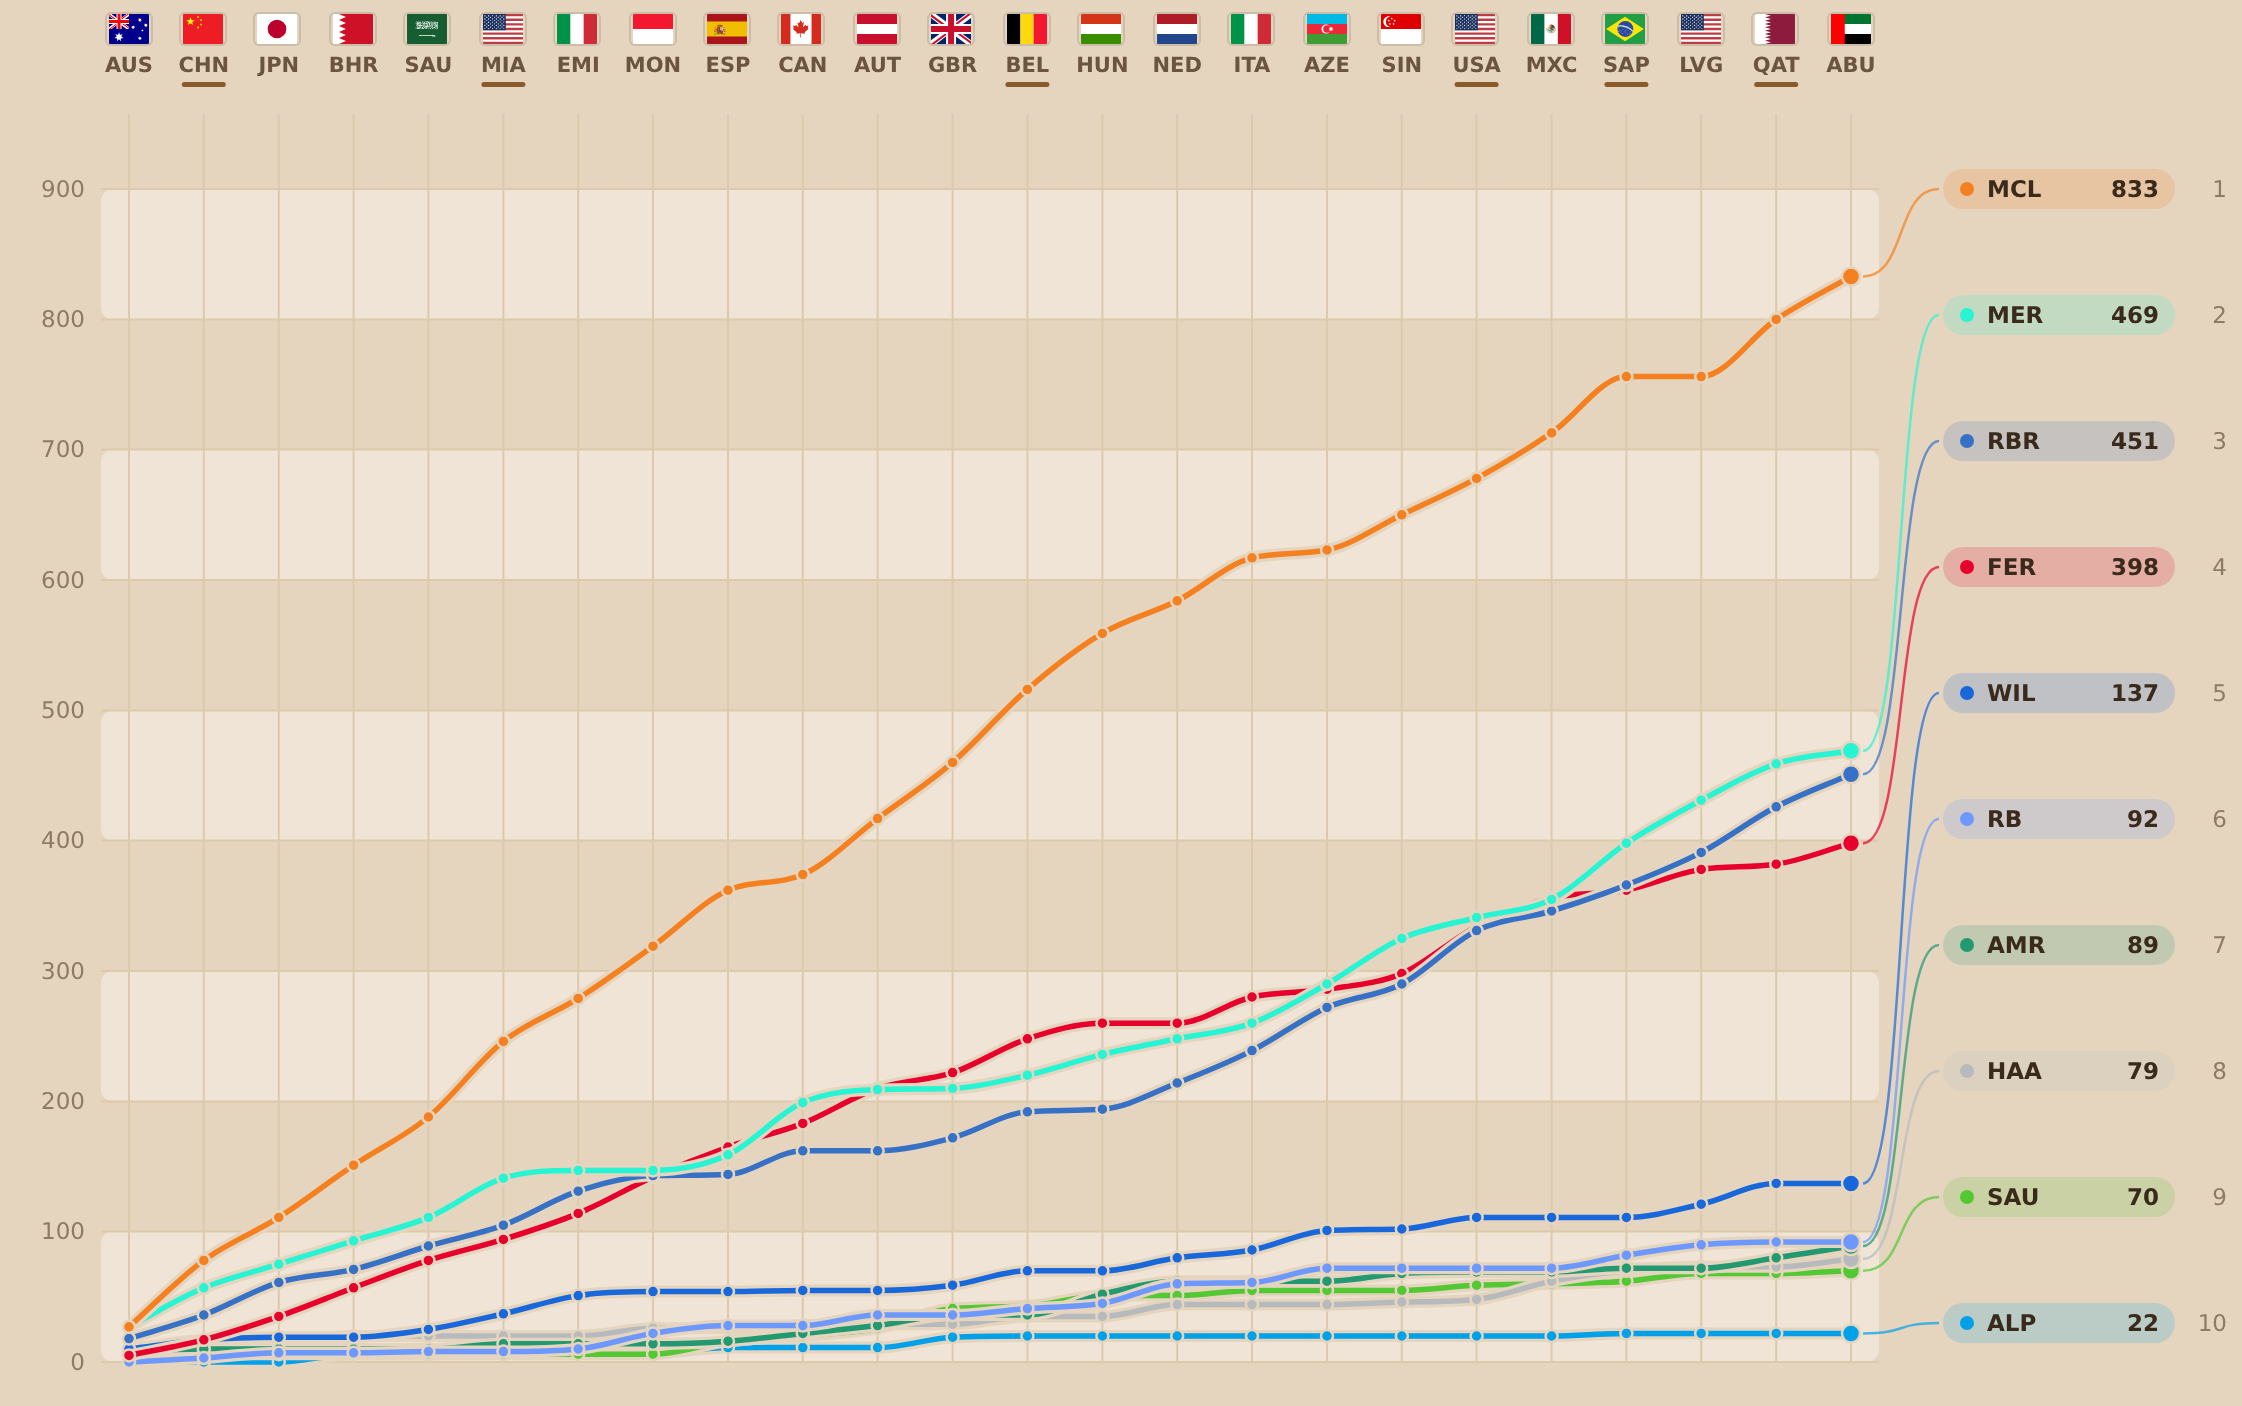 AUS CHN JPN BHR SAU MIA EMI MON ESP CAN AUT GBR BEL HUN NED ITA AZE SIN USA MXC SAP LVG QAT ABU
900
800
700
600
500
400
300
200
100
0
MCL 833 1
MER 469 2
RBR 451 3
FER 398 4
WIL 137 5
RB 92 6
AMR 89 7
HAA 79 8
SAU 70 9
ALP 22 10